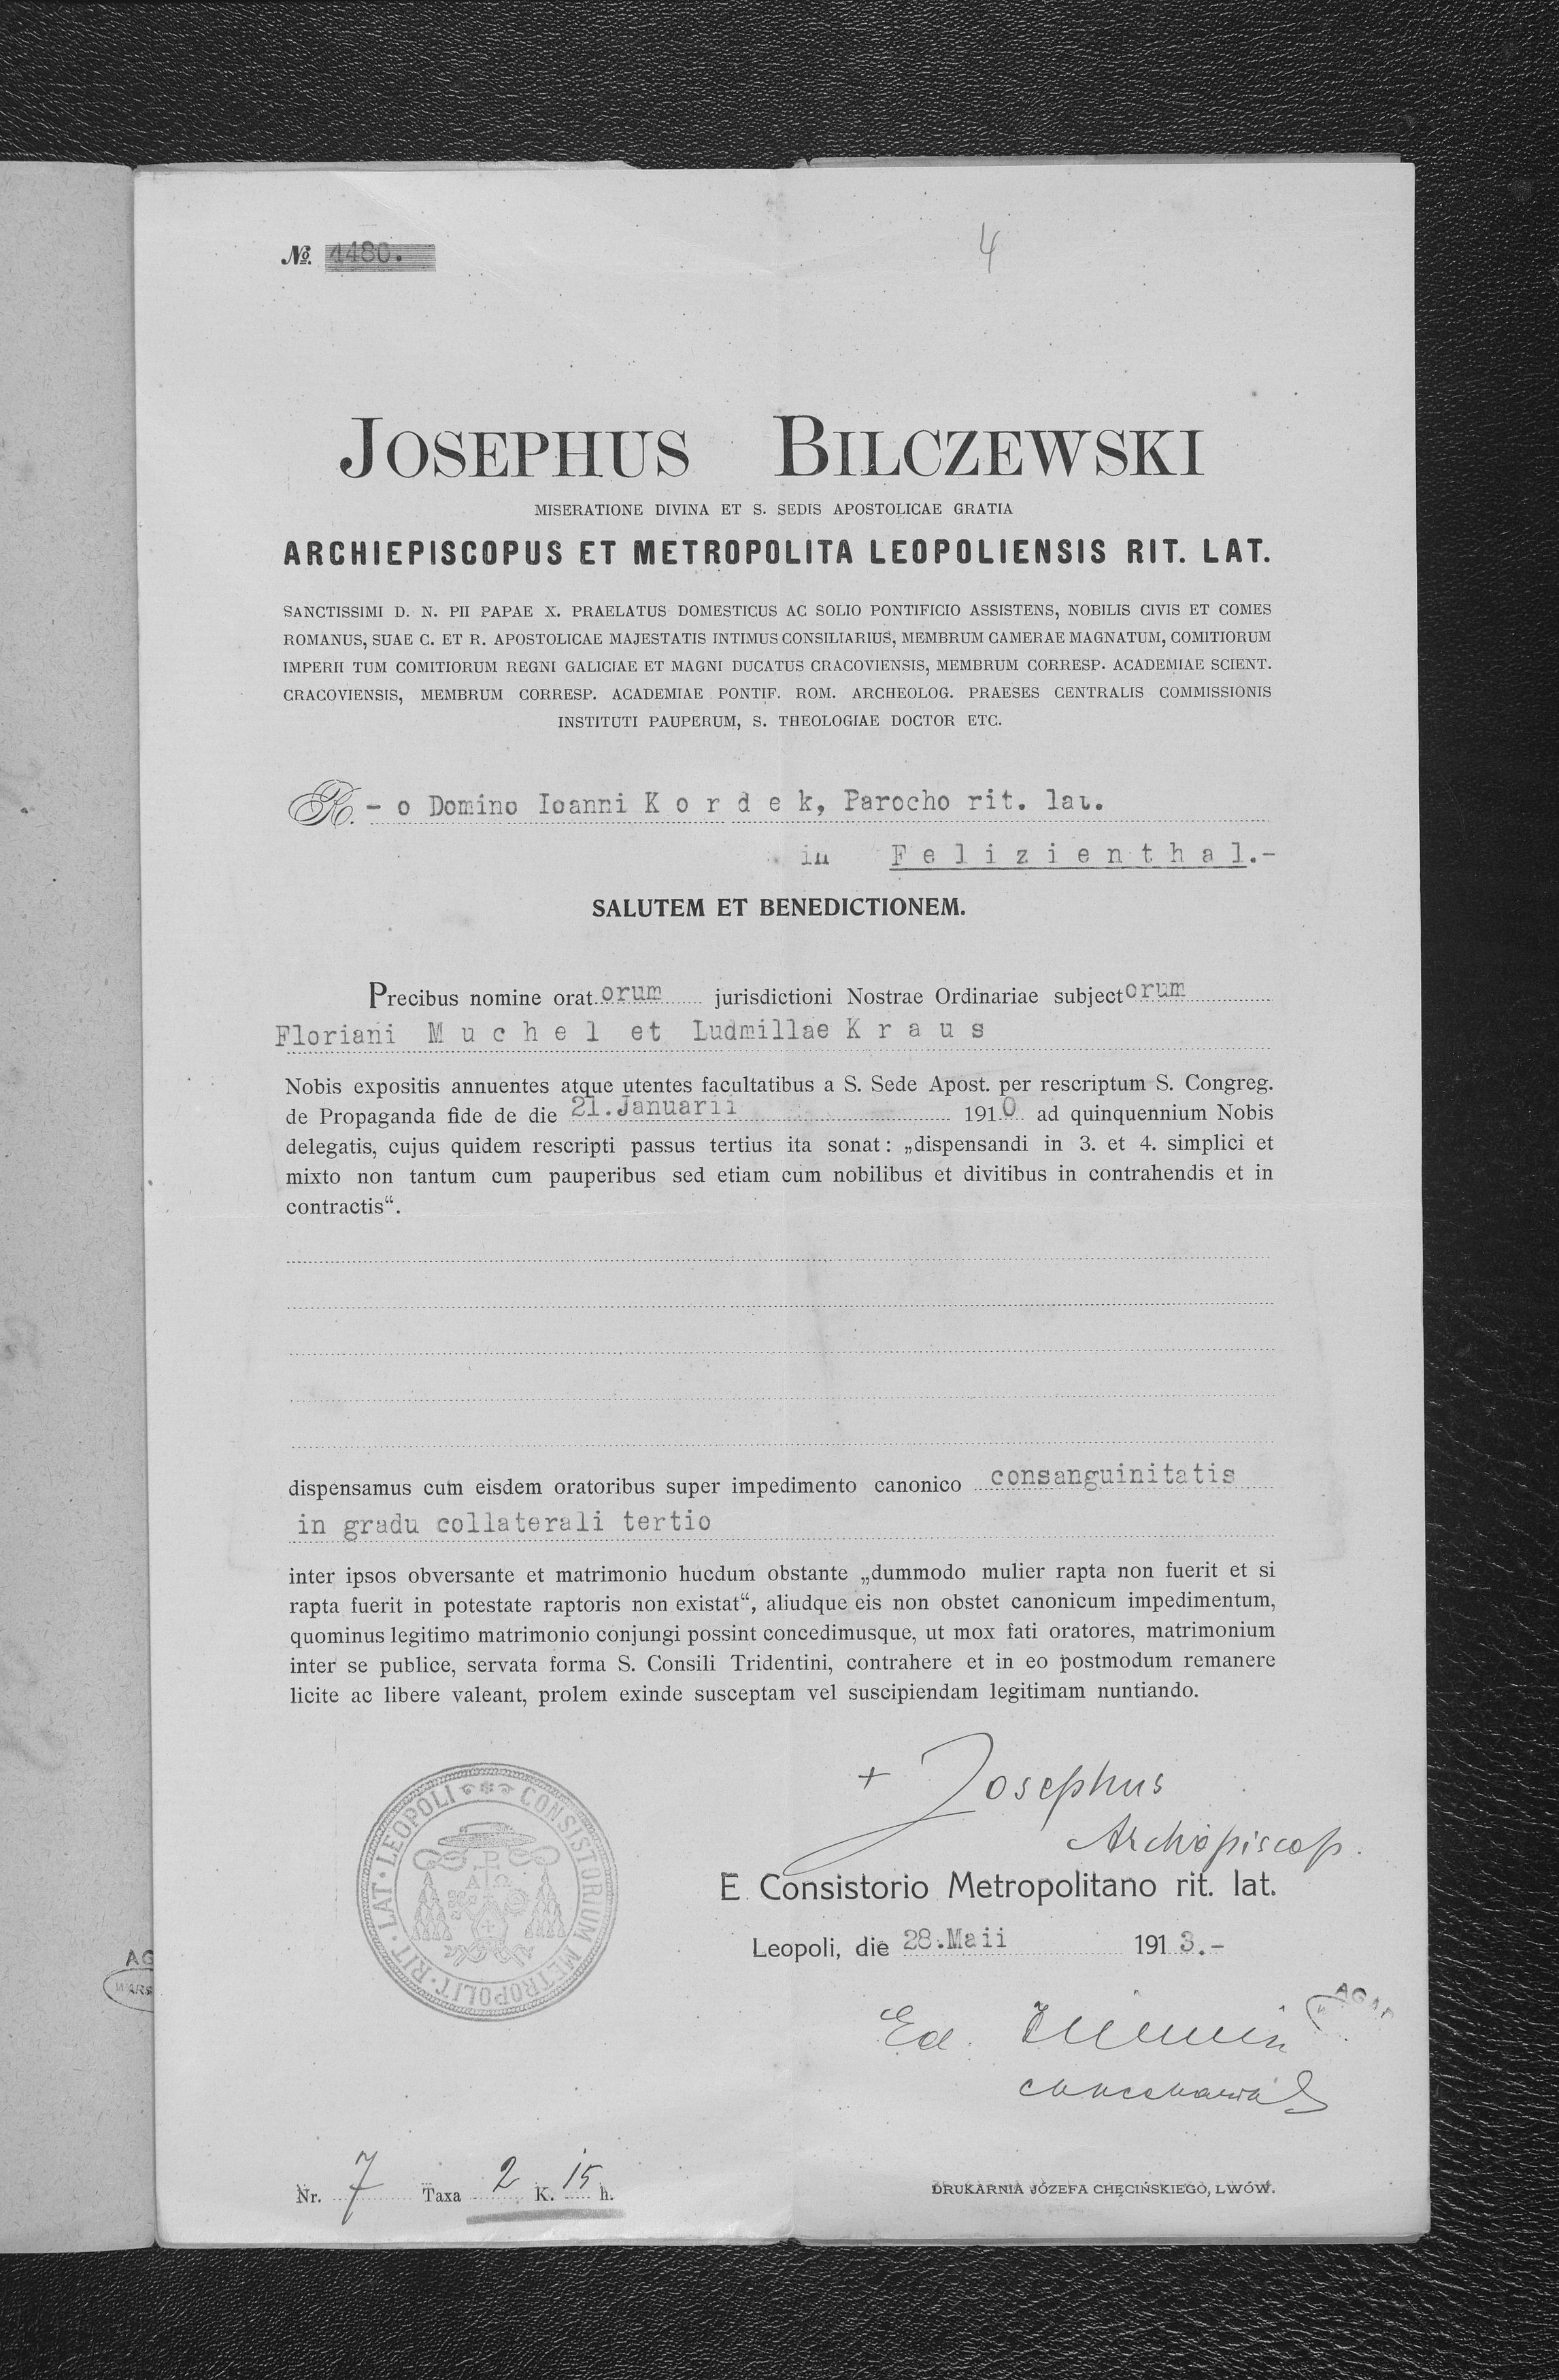 №. 1480.
4
JOSEPHUS BILCZEWSKI
MISERATIONE DIVINA ET S. SEDIS APOSTOLICAE GRATIA
ARCHIEPISCOPUS ET METROPOLITA LEOPOLIENSIS RIT. LAT.
SANCTISSIMI D. N. PII PAPAE X. PRAELATUS DOMESTICUS AC SOLIO PONTIFICIO ASSISTENS, NOBILIS CIVIS ET COMES
ROMANUS, SUAE C. ET R. APOSTOLICAE MAJESTATIS INTIMUS CONSILIARIUS, MEMBRUM CAMERAE MAGNATUM, COMITIORUM
IMPERII TUM COMITIORUM REGNI GALICIAE ET MAGNI DUCATUS CRACOVIENSIS, MEMBRUM CORRESP. ACADEMIAE SCIENT.
CRACOVIENSIS, MEMBRUM CORRESP. ACADEMIAE PONTIF. ROM. ARCHEOLOG. PRAESES CENTRALIS COMMISSIONIS
INSTITUTI PAUPERUM, S. THEOLOGIAE DOCTOR ETC.
R. - o Domino Ioanni K o r d e k, Parocho rit. lat.
in F e l i z i e n t h a l.-
SALUTEM ET BENEDICTIONEM.
Precibus nomine oratorum jurisdictioni Nostrae Ordinariae subjectorum
Floriani M u c h e l et Ludmillae K r a u s
Nobis expositis annuentes atque utentes facultatibus a S. Sede Apost. per rescriptum S. Congreg.
de Propaganda fide de die 21.Januarii 1910 ad quinquennium Nobis
delegatis, cujus quidem rescripti passus tertius ita sonat: „dispensandi in 3. et 4. simplici et
mixto non tantum cum pauperibus sed etiam cum nobilibus et divitibus in contrahendis et in
contractis“.
dispensamus cum eisdem oratoribus super impedimento canonico consanguinitatis
in gradu collaterali tertio
inter ipsos obversante et matrimonio hucdum obstante „dummodo mulier rapta non fuerit et si
rapta fuerit in potestate raptoris non existat“, aliudque eis non obstet canonicum impedimentum,
quominus legitimo matrimonio conjungi possint concedimusque, ut mox fati oratores, matrimonium
inter se publice, servata forma S. Consili Tridentini, contrahere et in eo postmodum remanere
licite ac libere valeant, prolem exinde susceptam vel suscipiendam legitimam nuntiando.
+ Josephus
Archiepiscop.
CONSISTORIUM METROPOLIT · RIT · LAT · LEOPOLI
E Consistorio Metropolitano rit. lat.
Leopoli, die 28.Maii 1913.-
AG
WARS
AGAD
Ed.
Nr. 7 Taxa 2 K. 15 h.
DRUKARNIA JÓZEFA CHĘCIŃSKIEGO, LWÓW.